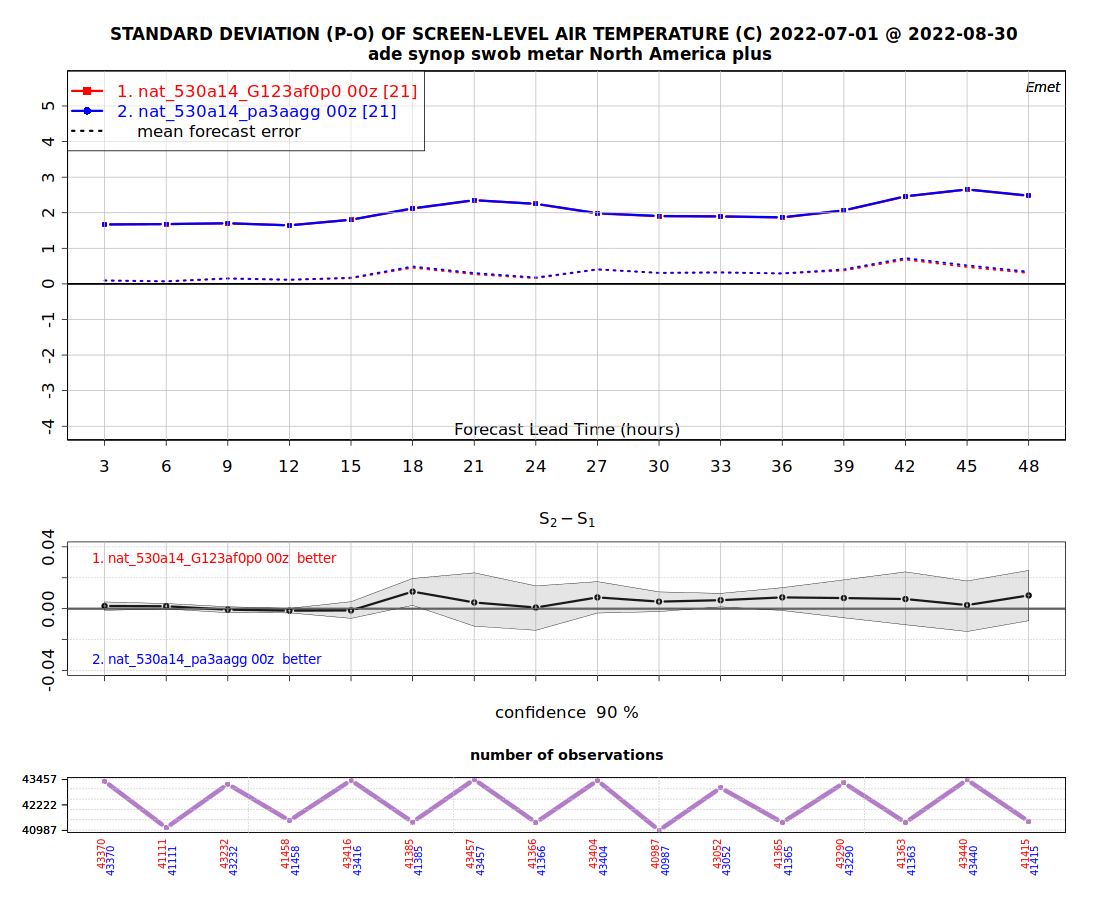 STANDARD DEVIATION (P-O) OF SCREEN-LEVEL AIR TEMPERATURE (C) 2022-07-01 @ 2022-08-30
ade synop swob metar North America plus
1. nat_530a14_G123af0p0 00z [21]
2. nat_530a14_pa3aagg 00z [21]
mean forecast error
Emet
5
4
3
2
1
0
-1
-2
-3
-4
Forecast Lead Time (hours)
3 6 9 12 15 18 21 24 27 30 33 36 39 42 45 48
S2 − S1
0.04
0.00
-0.04
1. nat_530a14_G123af0p0 00z better
2. nat_530a14_pa3aagg 00z better
confidence 90 %
number of observations
43457
42222
40987
43370 41111 43232 41458 43416 41385 43457 41366 43404 40987 43052 41365 43290 41363 43440 41415
43370 41111 43232 41458 43416 41385 43457 41366 43404 40987 43052 41365 43290 41363 43440 41415